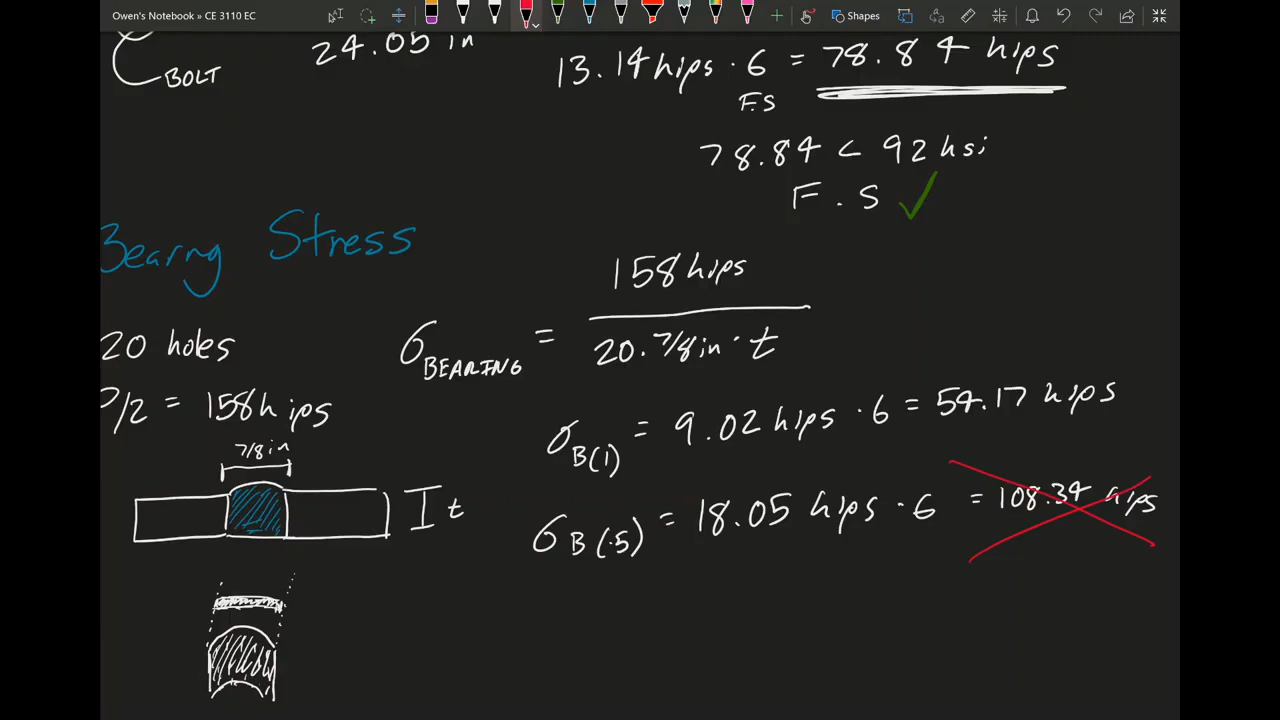 Owen's Notebook » CE 3110 EC
Shapes
24.05 in
BOLT
13.14 kips · 6 = 78.84 kips
F.S
78.84 < 92 ksi
F.S ✓
Bearng Stress
20 holes
P/2 = 158 kips
7/8 in
t
σ BEARING = 158 kips / 20 · 7/8 in · t
σ B(1) = 9.02 kips · 6 = 54.17 kips
σ B(.5) = 18.05 kips · 6 = 108.34 kips